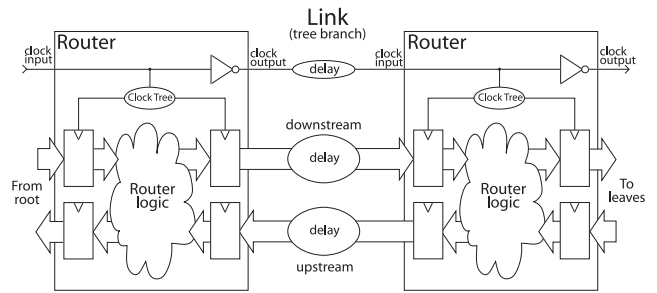 Link
(tree branch)
Router
Router
clock
input
clock
output
clock
input
clock
output
delay
Clock Tree
Clock Tree
downstream
delay
From
root
Router
logic
Router
logic
To
leaves
delay
upstream